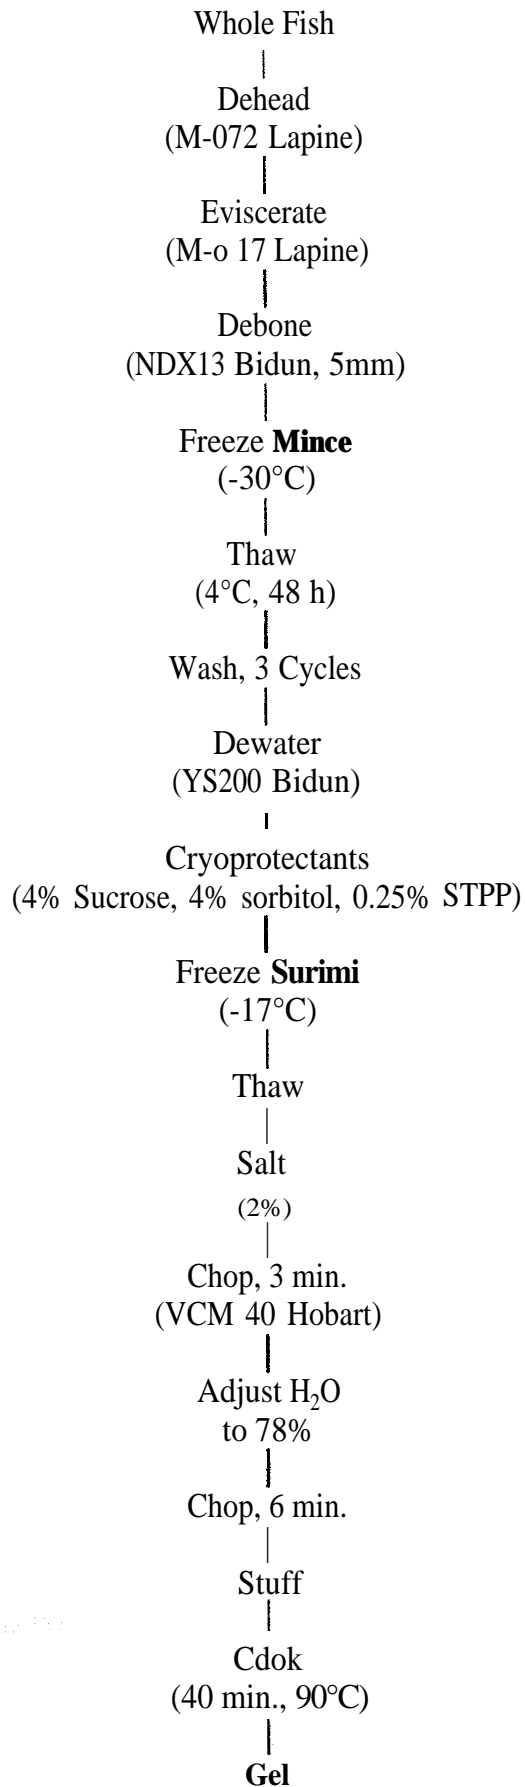 Whole Fish
Dehead
(M-072 Lapine)
Eviscerate
(M-o 17 Lapine)
Debone
(NDX13 Bidun, 5mm)
Freeze Mince
(-30°C)
Thaw
(4°C, 48 h)
Wash, 3 Cycles
Dewater
(YS200 Bidun)
Cryoprotectants
(4% Sucrose, 4% sorbitol, 0.25% STPP)
Freeze Surimi
(-17°C)
Thaw
Salt
(2%)
Chop, 3 min.
(VCM 40 Hobart)
Adjust H₂O
to 78%
Chop, 6 min.
Stuff
Cdok
(40 min., 90°C)
Gel